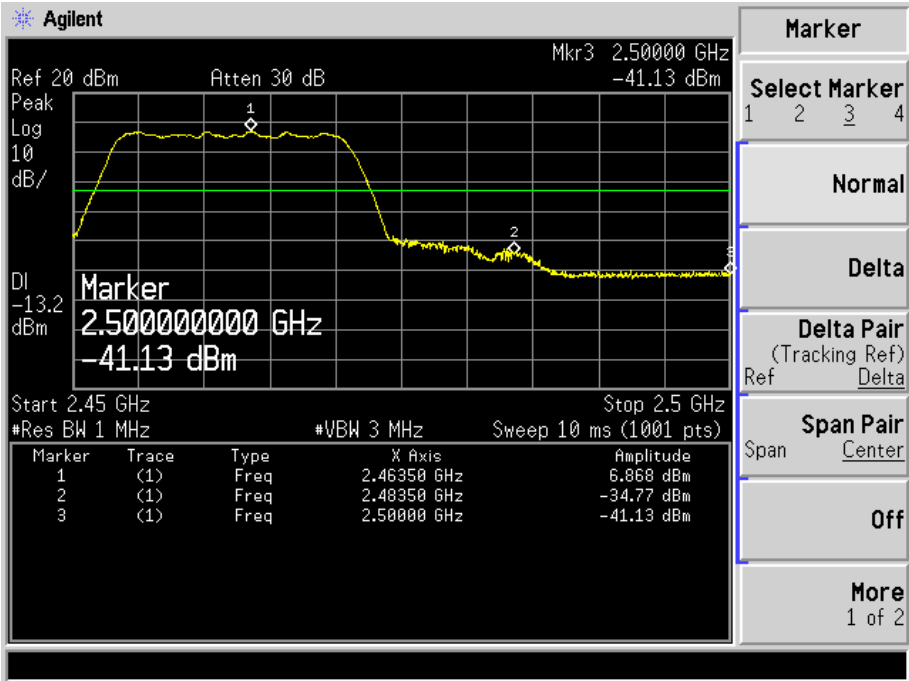 Agilent
Mkr3 2.50000 GHz
Ref 20 dBm Atten 30 dB −41.13 dBm
Peak
Log
10
dB/
1
2
3
DI
−13.2
dBm
Marker
2.500000000 GHz
−41.13 dBm
Start 2.45 GHz Stop 2.5 GHz
#Res BW 1 MHz #VBW 3 MHz Sweep 10 ms (1001 pts)
Marker Trace Type X Axis Amplitude
1 (1) Freq 2.46350 GHz 6.868 dBm
2 (1) Freq 2.48350 GHz −34.77 dBm
3 (1) Freq 2.50000 GHz −41.13 dBm
Marker
Select Marker
1 2 3 4
Normal
Delta
Delta Pair
(Tracking Ref)
Ref Delta
Span Pair
Span Center
Off
More
1 of 2